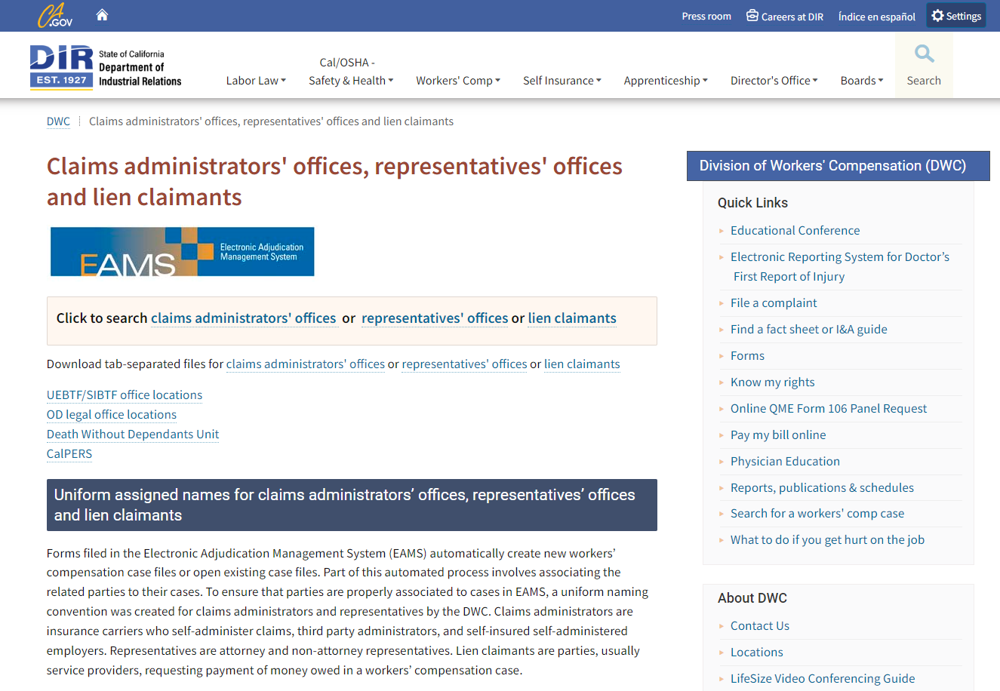 CA.GOV
Press room
Careers at DIR
Índice en español
Settings
DIR
EST. 1927
State of California
Department of
Industrial Relations
Labor Law
Cal/OSHA -
Safety & Health
Workers' Comp
Self Insurance
Apprenticeship
Director's Office
Boards
Search
DWC
Claims administrators' offices, representatives' offices and lien claimants
Claims administrators' offices, representatives' offices
and lien claimants
EAMS
Electronic Adjudication
Management System
Click to search claims administrators' offices or representatives' offices or lien claimants
Download tab-separated files for claims administrators' offices or representatives' offices or lien claimants
UEBTF/SIBTF office locations
OD legal office locations
Death Without Dependants Unit
CalPERS
Uniform assigned names for claims administrators’ offices, representatives’ offices
and lien claimants
Forms filed in the Electronic Adjudication Management System (EAMS) automatically create new workers’
compensation case files or open existing case files. Part of this automated process involves associating the
related parties to their cases. To ensure that parties are properly associated to cases in EAMS, a uniform naming
convention was created for claims administrators and representatives by the DWC. Claims administrators are
insurance carriers who self-administer claims, third party administrators, and self-insured self-administered
employers. Representatives are attorney and non-attorney representatives. Lien claimants are parties, usually
service providers, requesting payment of money owed in a workers’ compensation case.
Division of Workers' Compensation (DWC)
Quick Links
Educational Conference
Electronic Reporting System for Doctor’s
First Report of Injury
File a complaint
Find a fact sheet or I&A guide
Forms
Know my rights
Online QME Form 106 Panel Request
Pay my bill online
Physician Education
Reports, publications & schedules
Search for a workers' comp case
What to do if you get hurt on the job
About DWC
Contact Us
Locations
LifeSize Video Conferencing Guide